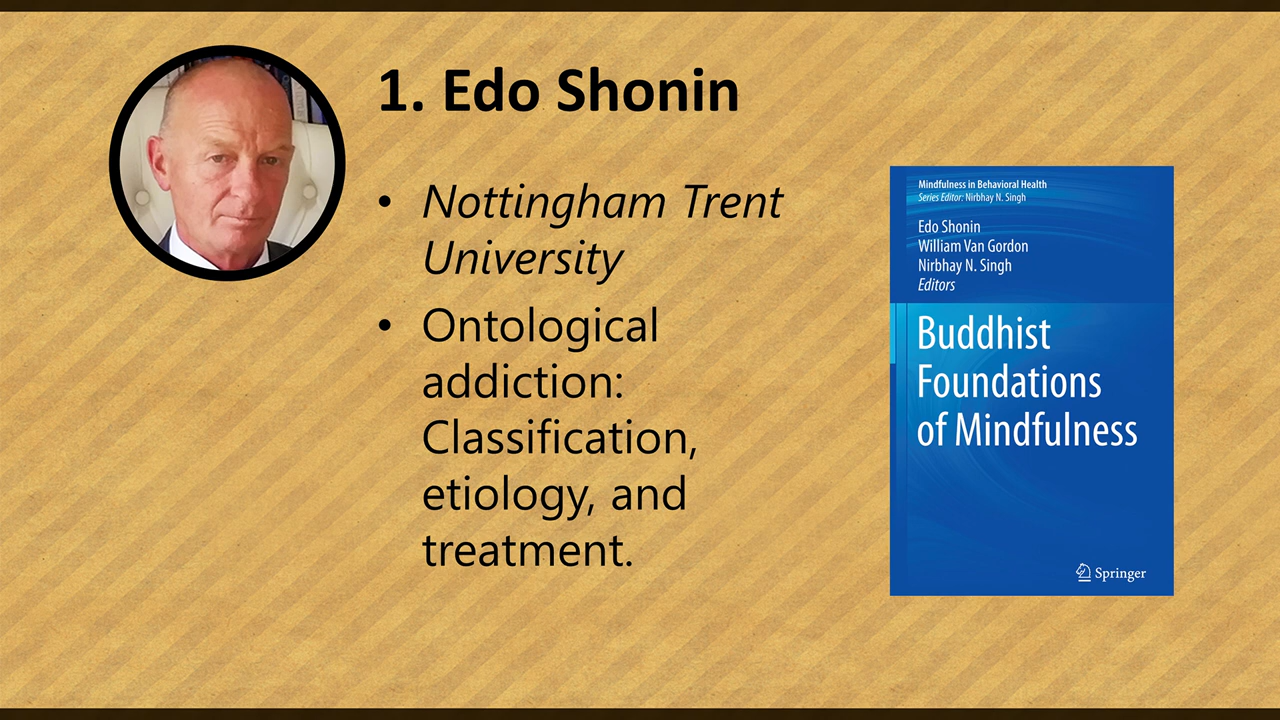 1. Edo Shonin
• Nottingham Trent
University
• Ontological
addiction:
Classification,
etiology, and
treatment.
Mindfulness in Behavioral Health
Series Editor: Nirbhay N. Singh
Edo Shonin
William Van Gordon
Nirbhay N. Singh
Editors
Buddhist
Foundations
of Mindfulness
Springer